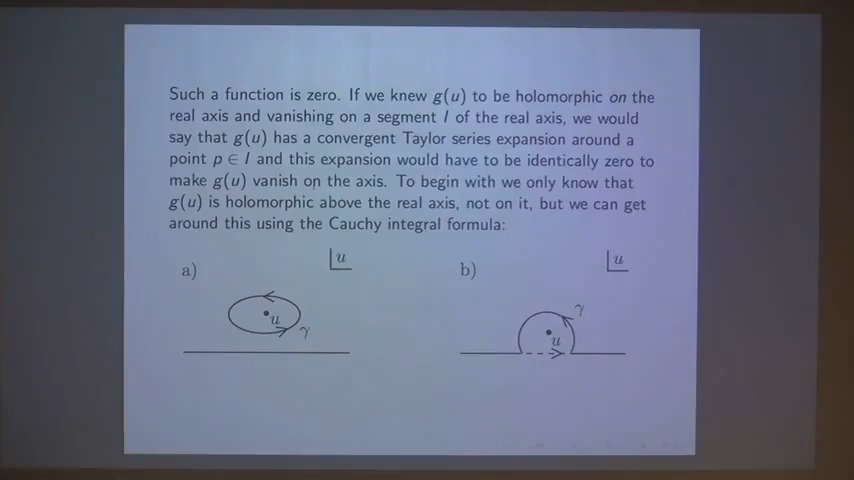 Such a function is zero. If we knew g(u) to be holomorphic on the
real axis and vanishing on a segment I of the real axis, we would
say that g(u) has a convergent Taylor series expansion around a
point p ∈ I and this expansion would have to be identically zero to
make g(u) vanish on the axis. To begin with we only know that
g(u) is holomorphic above the real axis, not on it, but we can get
around this using the Cauchy integral formula:
a) u b) u
u γ
γ u